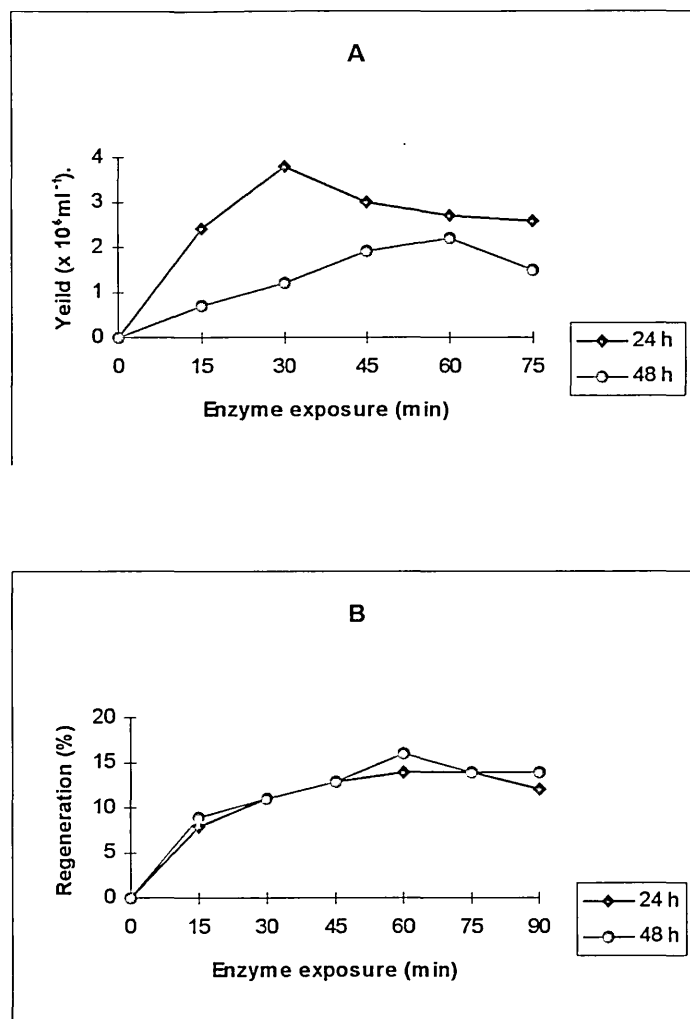 A
Yeild (x 10⁶ml⁻¹).
4
3
2
1
0
0 15 30 45 60 75
Enzyme exposure (min)
24 h
48 h
B
Regeneration (%)
20
15
10
5
0
0 15 30 45 60 75 90
Enzyme exposure (min)
24 h
48 h